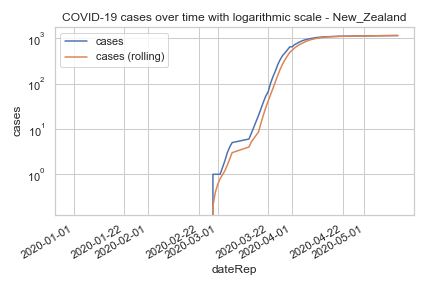 COVID-19 cases over time with logarithmic scale - New_Zealand
cases
cases (rolling)
10³
10²
10¹
10⁰
cases
2020-01-01
2020-01-22
2020-02-01
2020-02-22
2020-03-01
2020-03-22
2020-04-01
2020-04-22
2020-05-01
dateRep